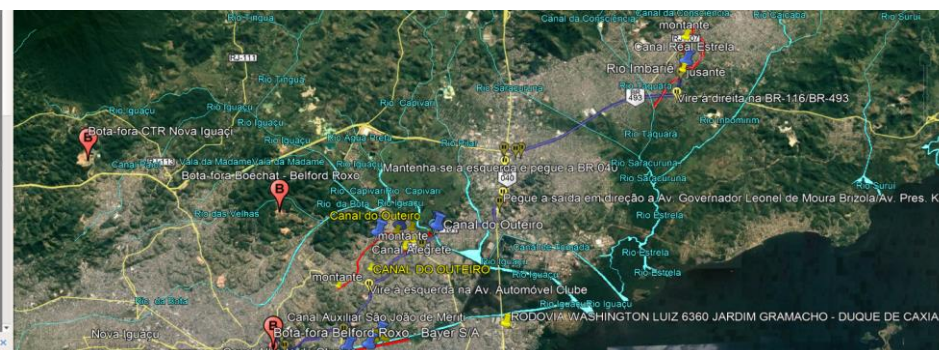 Rio Tinguá
Canal da Consciência
Canal da Consciência
Rio Caioaba
Rio Suruí
montante
RJ-107
RJ-111
Canal Real Estrela
Rio Imbariê
jusante
Rio Tinguá
Rio Saracuruna
493
Vire à direita na BR-116/BR-493
Rio Iguaçu
Rio Iguaçu
Rio Capivari
Rio Inhomirim
Rio Iguaçu
Bota-fora CTR Nova Iguaçi
Rio Iguaçu
Rio Taquara
RJ-113
Vala da Madame
Vala da Madame
Rio Iguaçu
Mantenha-se à esquerda e pegue a BR-040
Rio Saracuruna
Bota-fora Boechat - Belford Roxo
040
Rio Saracuruna
Rio Suruí
Rio Capivari
Rio Capivari
Pegue a saída em direção a Av. Governador Leonel de Moura Brizola/Av. Pres. K
Rio das Velhas
Rio da Bota
Rio Iguaçu
Canal do Outeiro
Canal do Outeiro
Rio Estrela
montante
Canal Alegrete
Rio Iguaçu
Rio Estrela
CANAL DO OUTEIRO
Rio Iguaçu
Rio Estrela
montante
Vire à esquerda na Av. Automóvel Clube
Rio da Bota
Rio Iguaçu
Rio Iguaçu
Canal Auxiliar São João de Merit
RODOVIA WASHINGTON LUIZ 6360 JARDIM GRAMACHO - DUQUE DE CAXIA
Nova Iguaçu
Bota-fora Belford Roxo - Bayer S/A